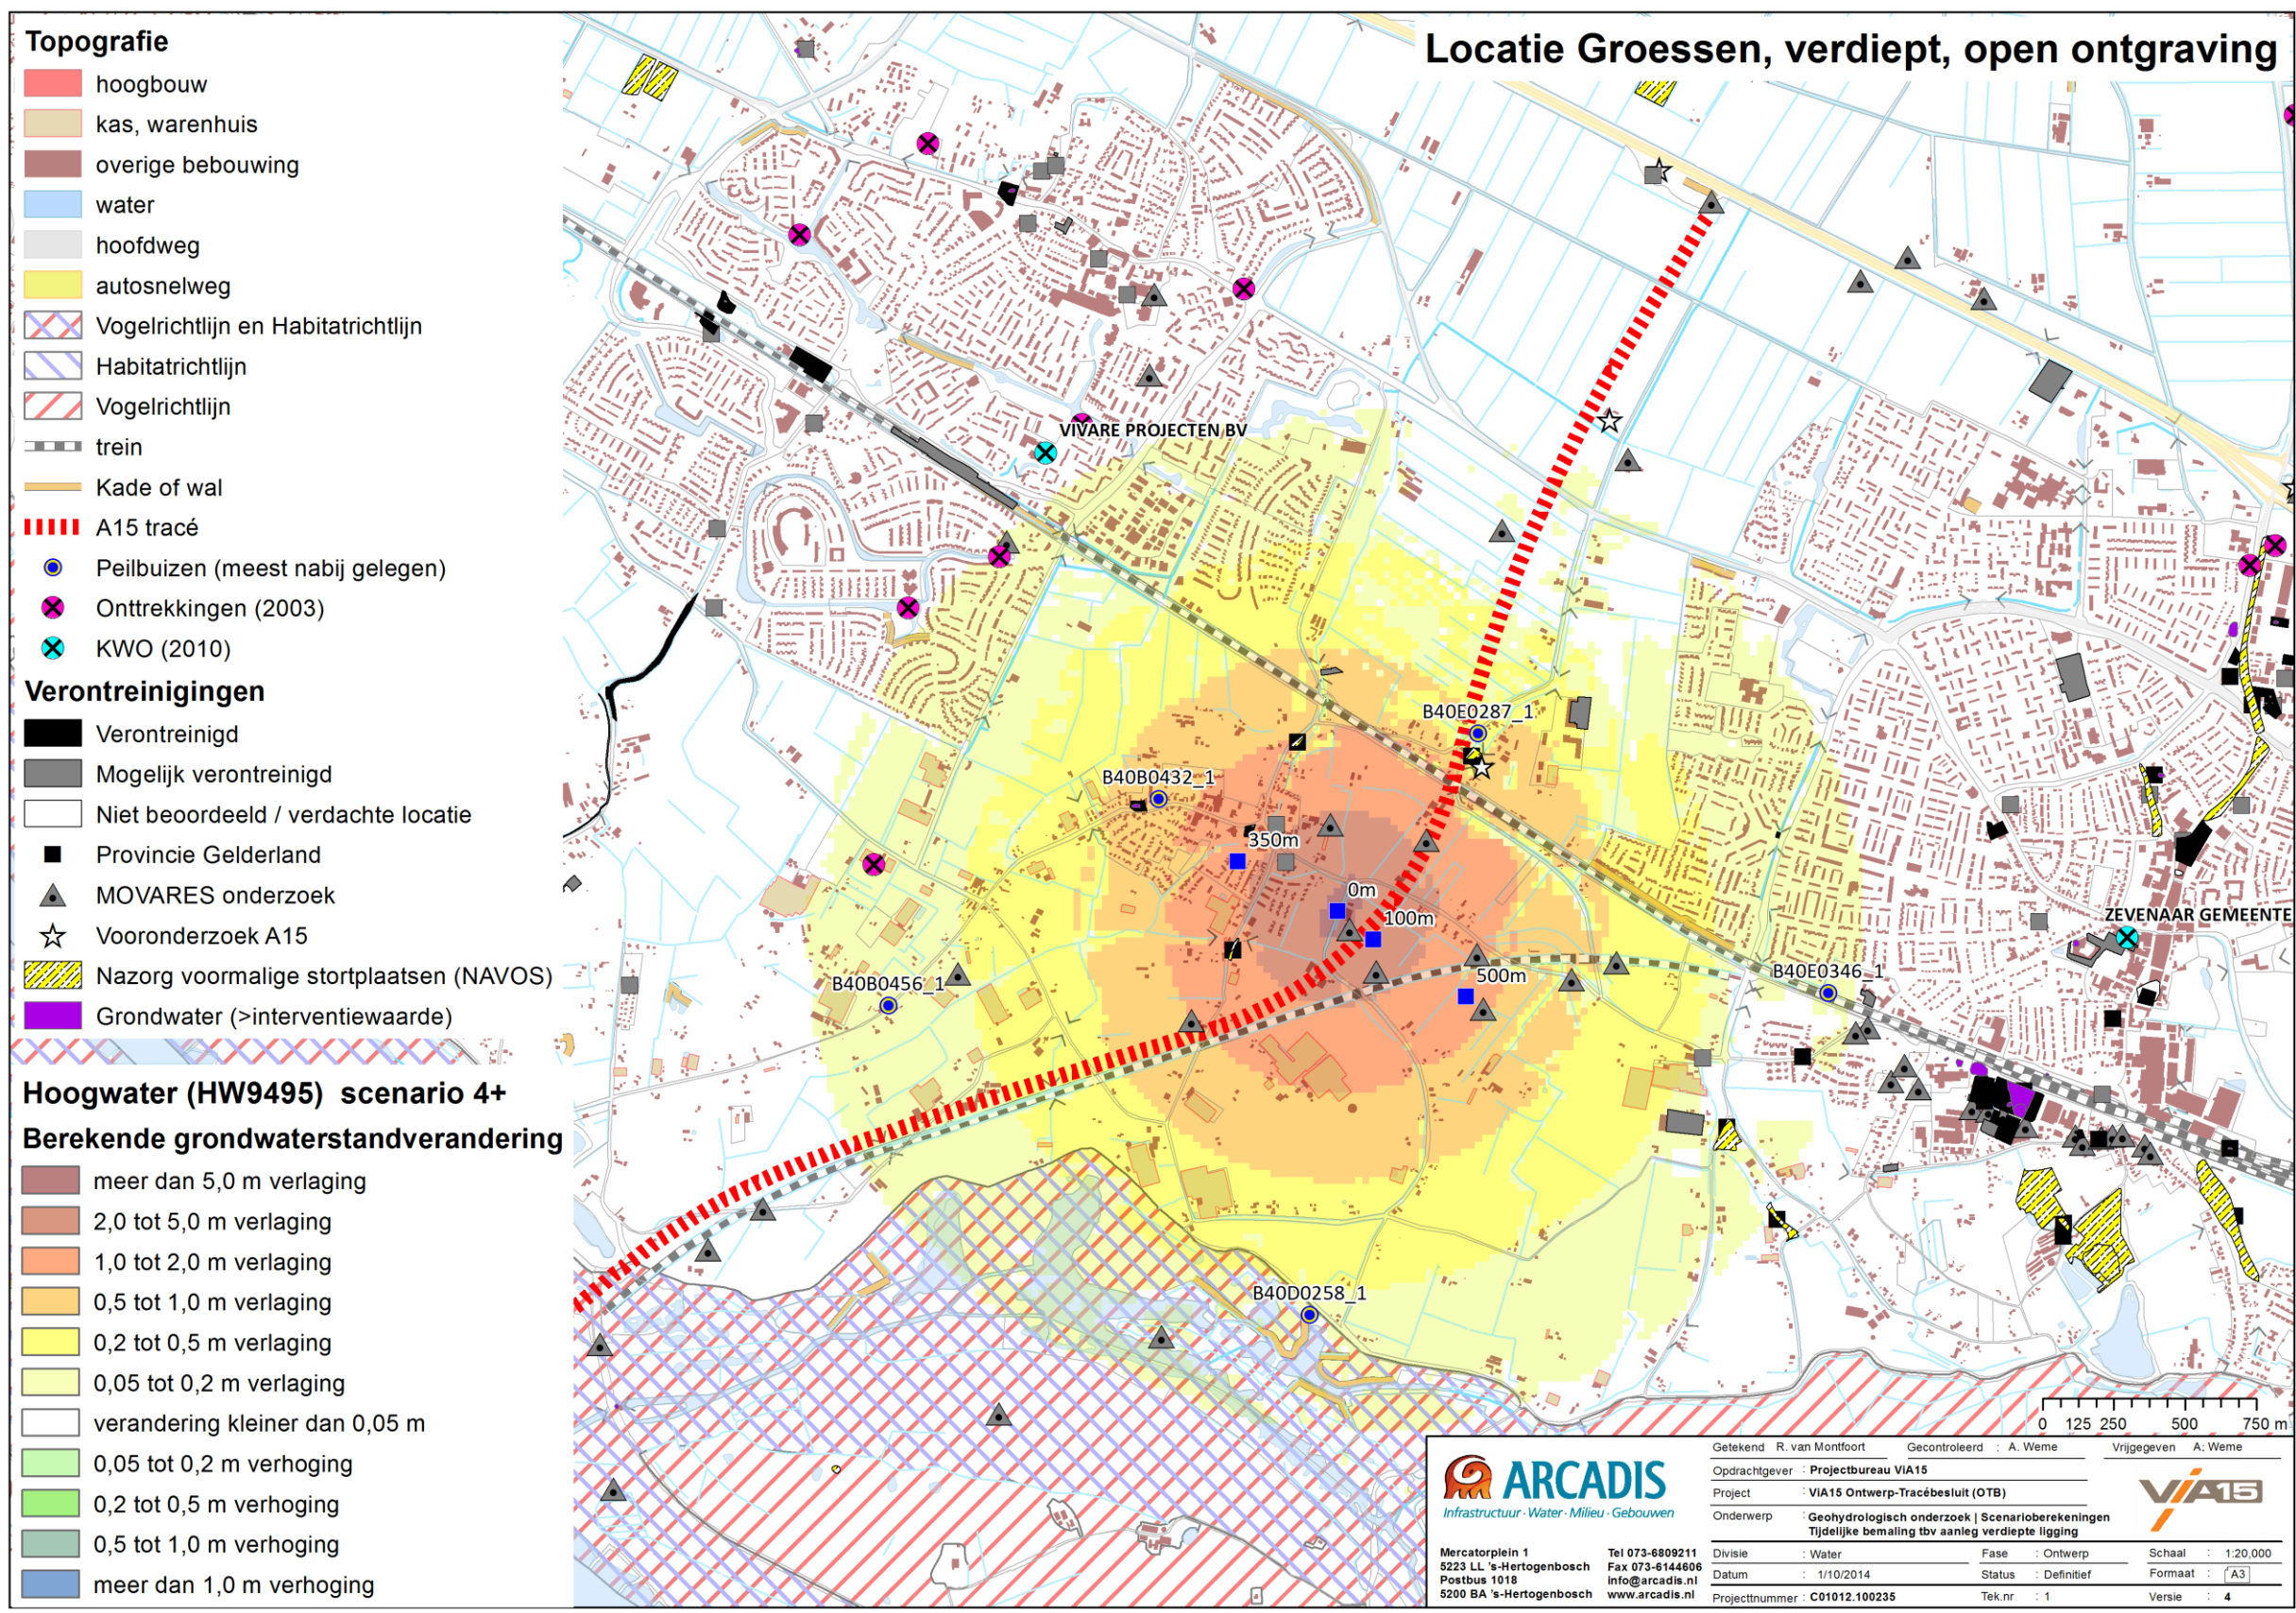 Locatie Groessen, verdiept, open ontgraving
Topografie
hoogbouw
kas, warenhuis
overige bebouwing
water
hoofdweg
autosnelweg
Vogelrichtlijn en Habitatrichtlijn
Habitatrichtlijn
Vogelrichtlijn
trein
Kade of wal
A15 tracé
Peilbuizen (meest nabij gelegen)
Onttrekkingen (2003)
KWO (2010)
Verontreinigingen
Verontreinigd
Mogelijk verontreinigd
Niet beoordeeld / verdachte locatie
Provincie Gelderland
MOVARES onderzoek
Vooronderzoek A15
Nazorg voormalige stortplaatsen (NAVOS)
Grondwater (>interventiewaarde)
Hoogwater (HW9495) scenario 4+
Berekende grondwaterstandverandering
meer dan 5,0 m verlaging
2,0 tot 5,0 m verlaging
1,0 tot 2,0 m verlaging
0,5 tot 1,0 m verlaging
0,2 tot 0,5 m verlaging
0,05 tot 0,2 m verlaging
verandering kleiner dan 0,05 m
0,05 tot 0,2 m verhoging
0,2 tot 0,5 m verhoging
0,5 tot 1,0 m verhoging
meer dan 1,0 m verhoging
VIVARE PROJECTEN BV
B40E0287_1
B40B0432_1
350m
0m
100m
ZEVENAAR GEMEENTE
500m
B40E0346_1
B40B0456_1
B40D0258_1
0 125 250 500 750 m
ARCADIS
Infrastructuur · Water · Milieu · Gebouwen
Mercatorplein 1 Tel 073-6809211
5223 LL 's-Hertogenbosch Fax 073-6144606
Postbus 1018 info@arcadis.nl
5200 BA 's-Hertogenbosch www.arcadis.nl
Getekend R. van Montfoort Gecontroleerd : A. Weme Vrijgegeven A; Weme
Opdrachtgever : Projectbureau ViA15
Project : ViA15 Ontwerp-Tracébesluit (OTB)
Onderwerp : Geohydrologisch onderzoek | Scenarioberekeningen
Tijdelijke bemaling tbv aanleg verdiepte ligging
ViA15
Divisie : Water Fase : Ontwerp Schaal : 1:20,000
Datum : 1/10/2014 Status : Definitief Formaat : A3
Projecttnummer : C01012.100235 Tek.nr : 1 Versie : 4